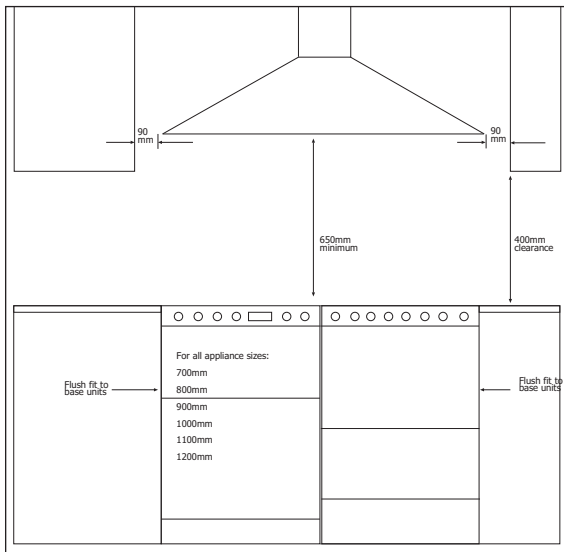 90
mm
90
mm
650mm
minimum
400mm
clearance
For all appliance sizes:
700mm
800mm
900mm
1000mm
1100mm
1200mm
Flush fit to
base units
Flush fit to
base units